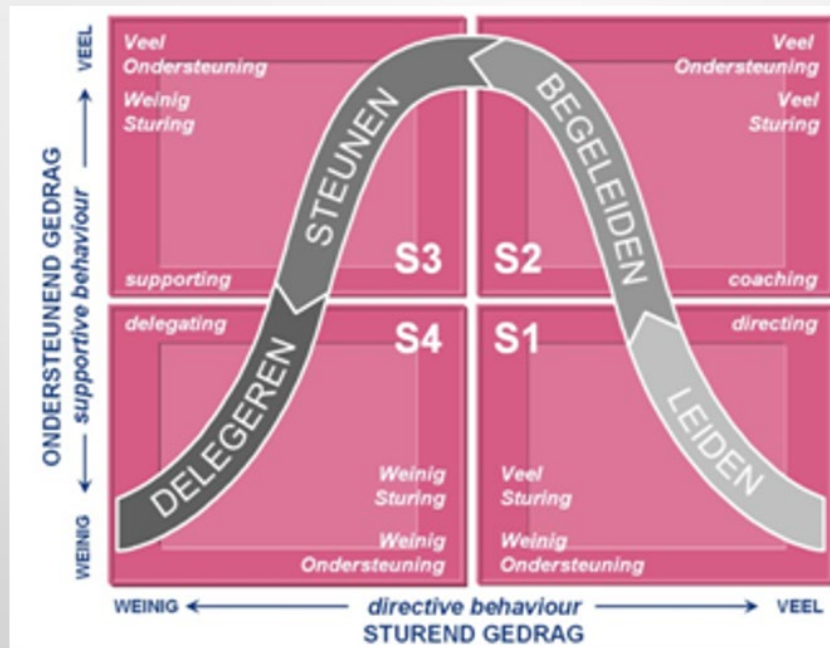 VEEL
ONDERSTEUNEND GEDRAG
supportive behaviour
WEINIG
Veel
Ondersteuning
Weinig
Sturing
STEUNEN
S3
supporting
Veel
Ondersteuning
Veel
Sturing
BEGELEIDEN
S2
coaching
delegating
S4
DELEGEREN
Weinig
Sturing
Weinig
Ondersteuning
directing
S1
LEIDEN
Veel
Sturing
Weinig
Ondersteuning
WEINIG directive behaviour VEEL
STUREND GEDRAG